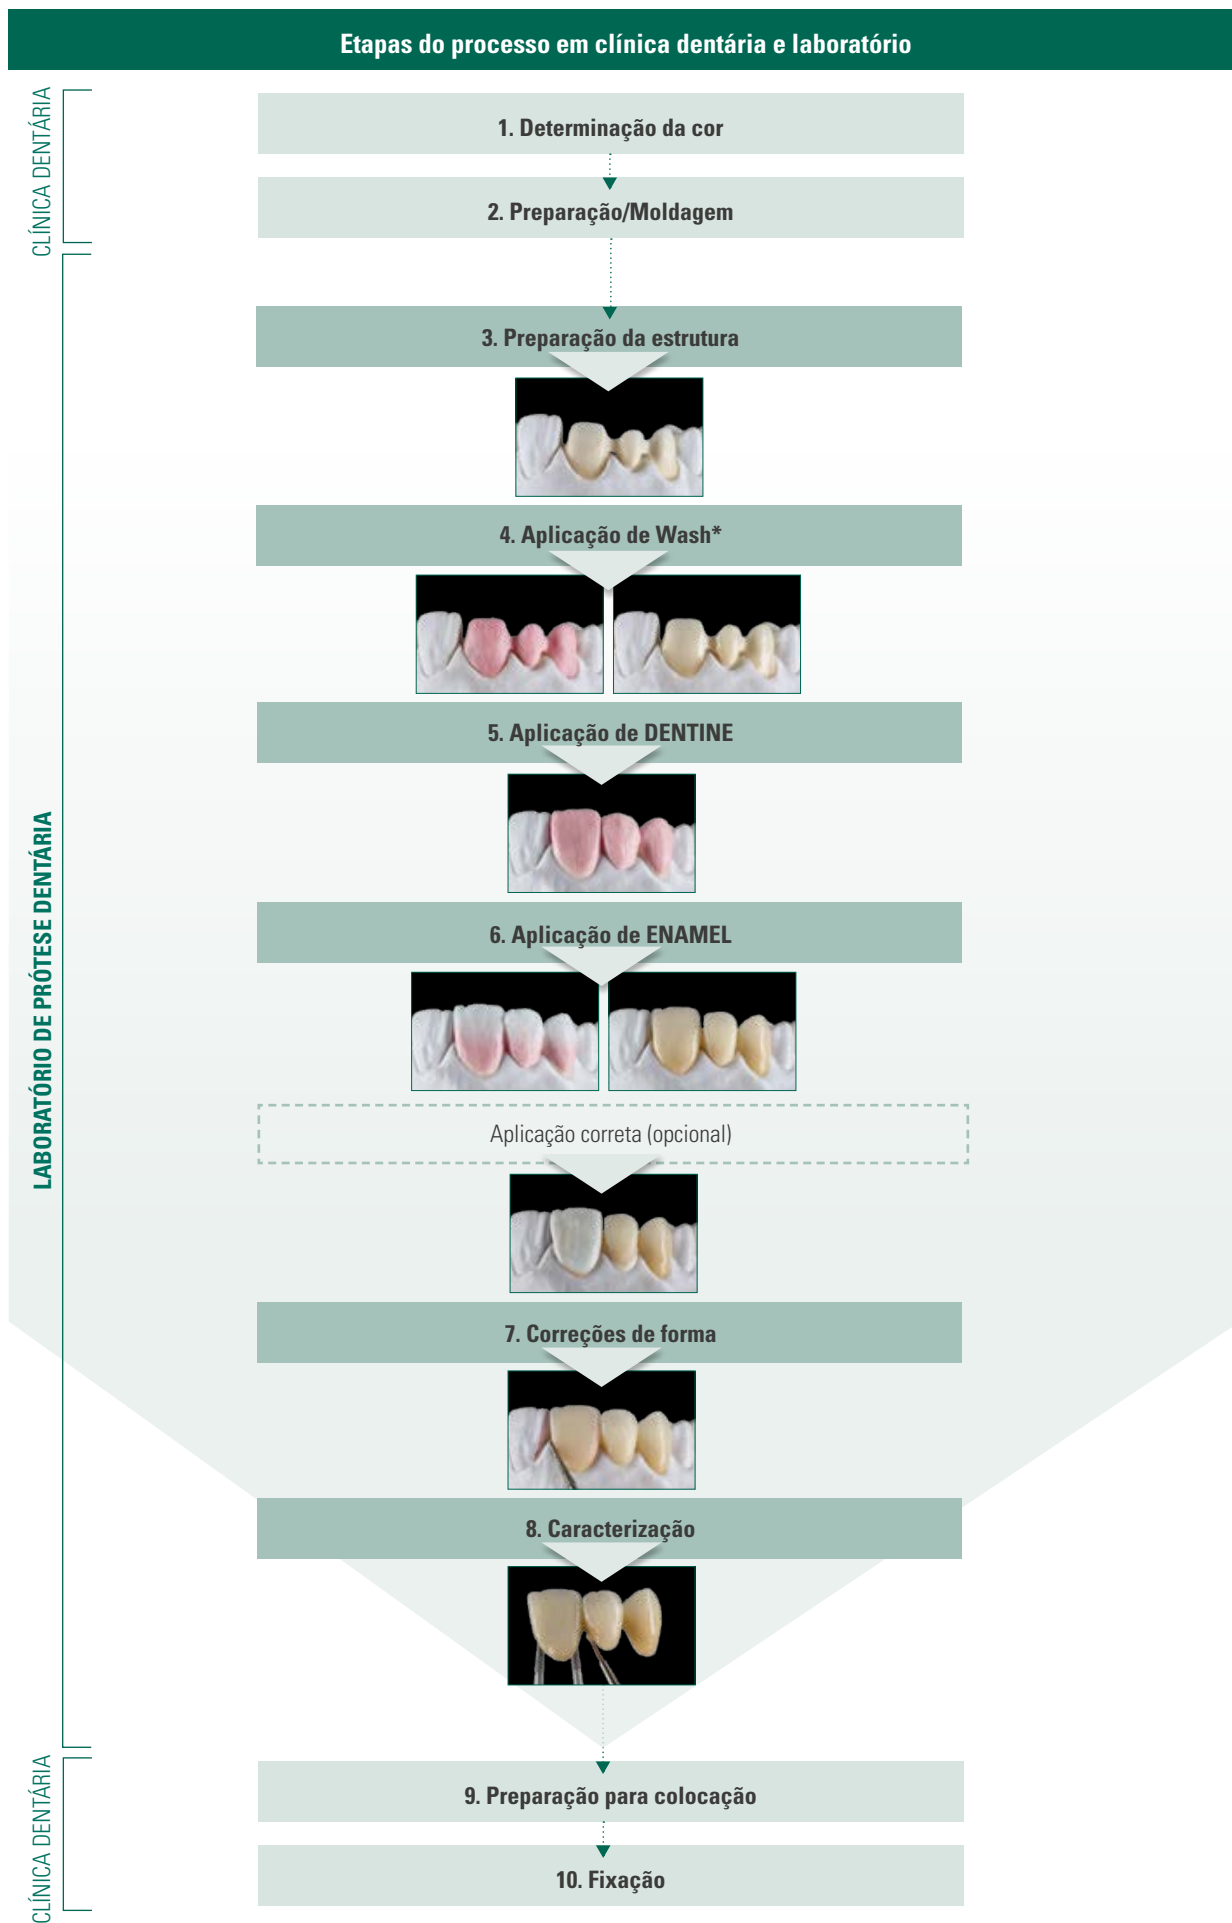 Etapas do processo em clínica dentária e laboratório
CLÍNICA DENTÁRIA
1. Determinação da cor
2. Preparação/Moldagem
LABORATÓRIO DE PRÓTESE DENTÁRIA
3. Preparação da estrutura
4. Aplicação de Wash*
5. Aplicação de DENTINE
6. Aplicação de ENAMEL
Aplicação correta (opcional)
7. Correções de forma
8. Caracterização
CLÍNICA DENTÁRIA
9. Preparação para colocação
10. Fixação